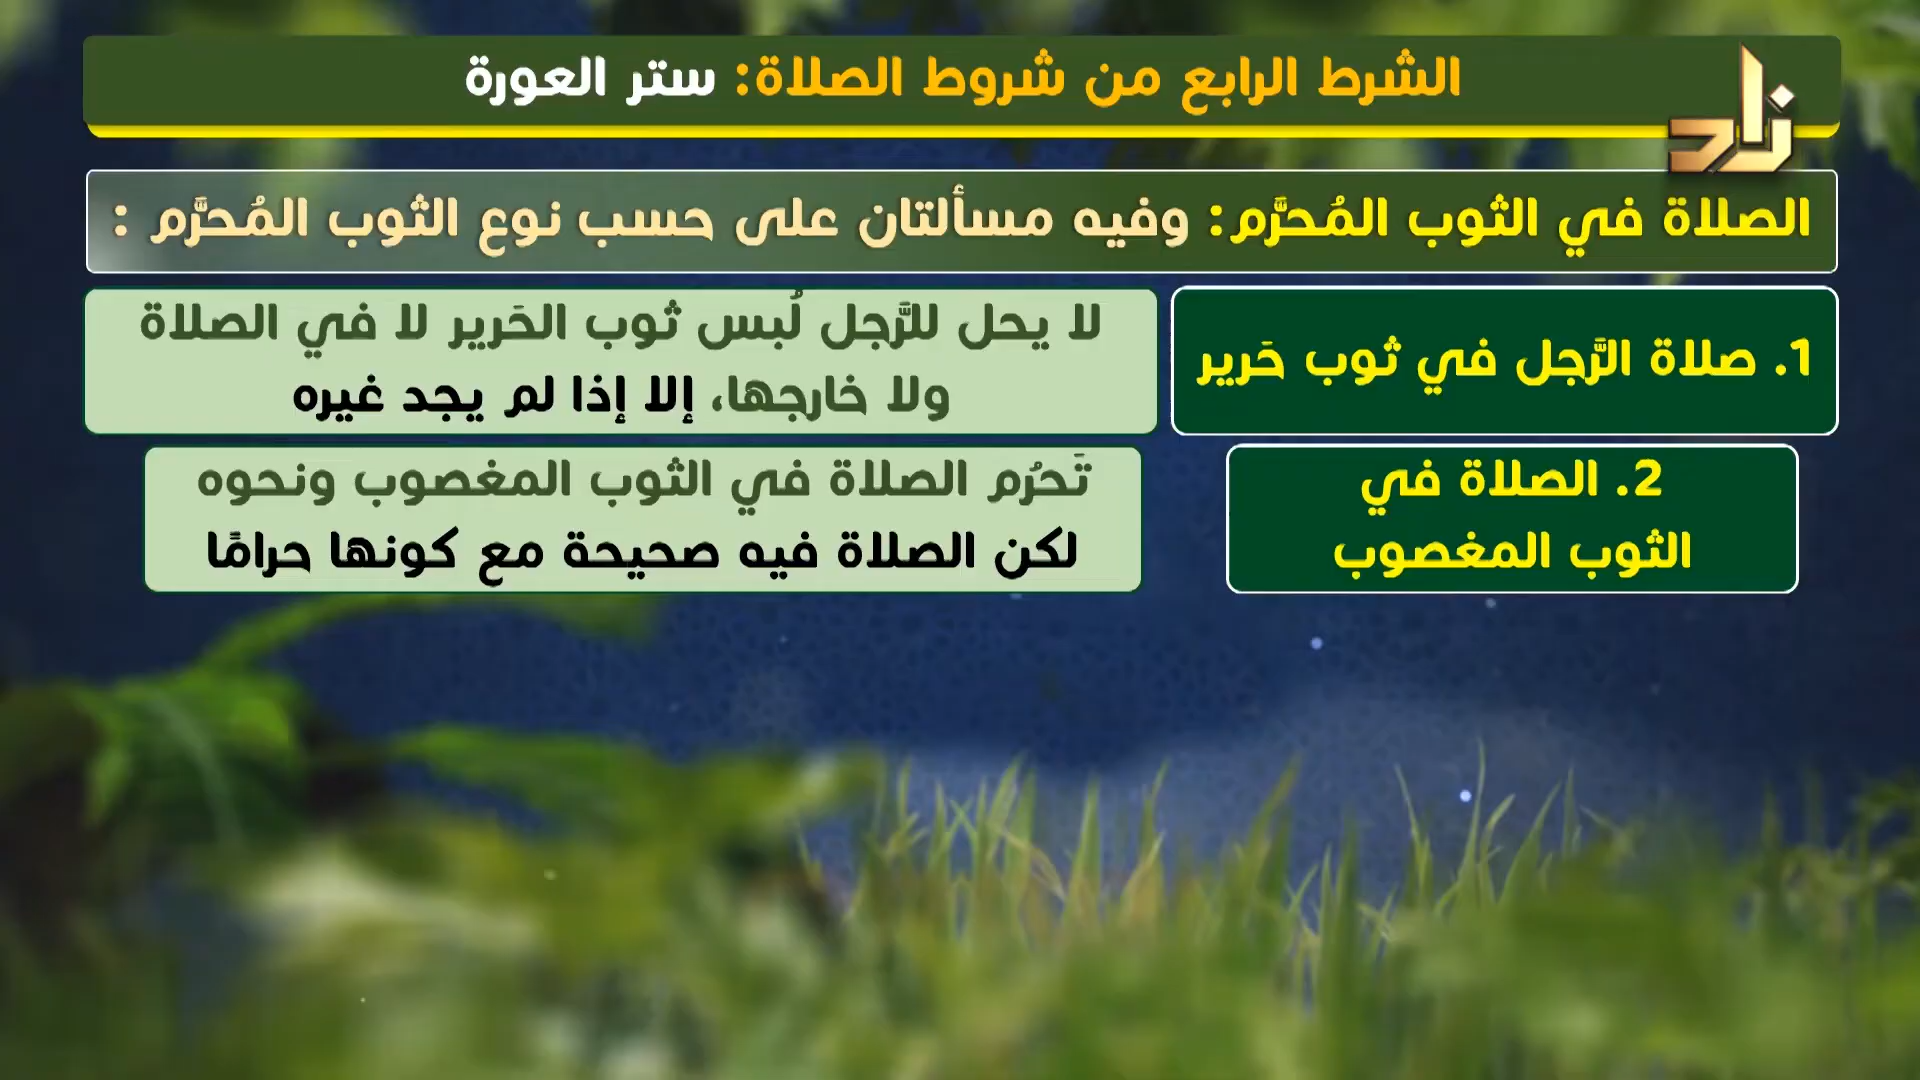 الشرط الرابع من شروط الصلاة: ستر العورة
زاد
الصلاة في الثوب المُحرَّم: وفيه مسألتان على حسب نوع الثوب المُحرَّم :
1. صلاة الرَّجل في ثوب حَرير
لا يحل للرَّجل لُبس ثوب الحَرير لا في الصلاة
ولا خارجها، إلا إذا لم يجد غيره
2. الصلاة في
الثوب المغصوب
تَحرُم الصلاة في الثوب المغصوب ونحوه
لكن الصلاة فيه صحيحة مع كونها حرامًا